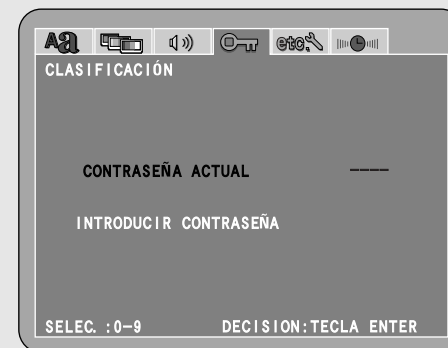 Aa etc.
CLASIFICACIÓN
CONTRASEÑA ACTUAL ----
INTRODUCIR CONTRASEÑA
SELEC. :0-9 DECISION:TECLA ENTER